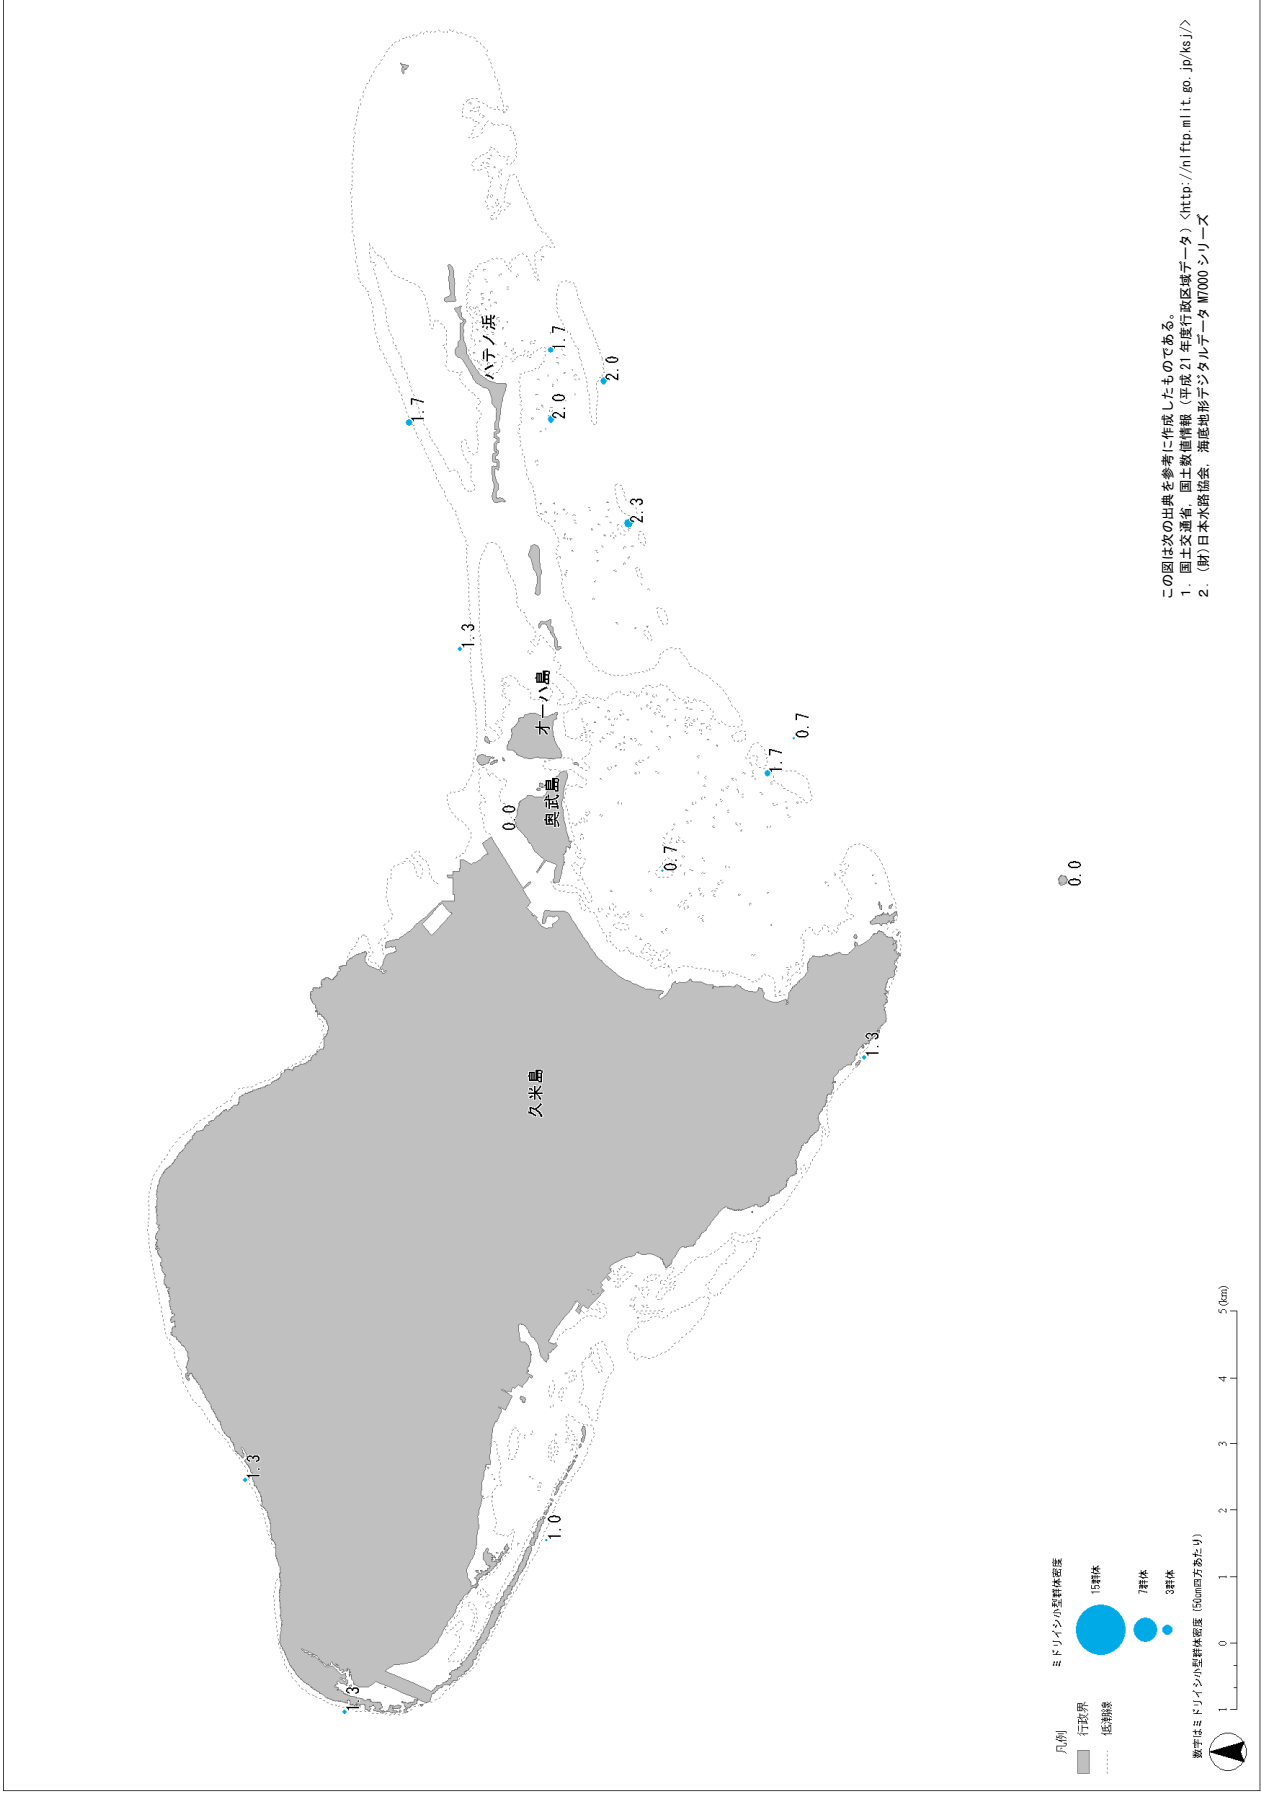 1.3
1.3
1.0
久米島
1.3
0.0
奥武島
オーハ島
ハテノ浜
1.3
1.7
1.7
2.0
2.0
2.3
0.7
1.7
0.7
0.0
凡例
行政界
低潮線
ミドリイシ小型群体密度
15群体
7群体
3群体
数字はミドリイシ小型群体密度（50cm四方あたり）
1 0 1 2 3 4 5(km)
この図は次の出典を参考に作成したものである。
1. 国土交通省, 国土数値情報（平成21年度行政区域データ）<http://nlftp.mlit.go.jp/ksj/>
2. (財)日本水路協会, 海底地形デジタルデータ M7000 シリーズ